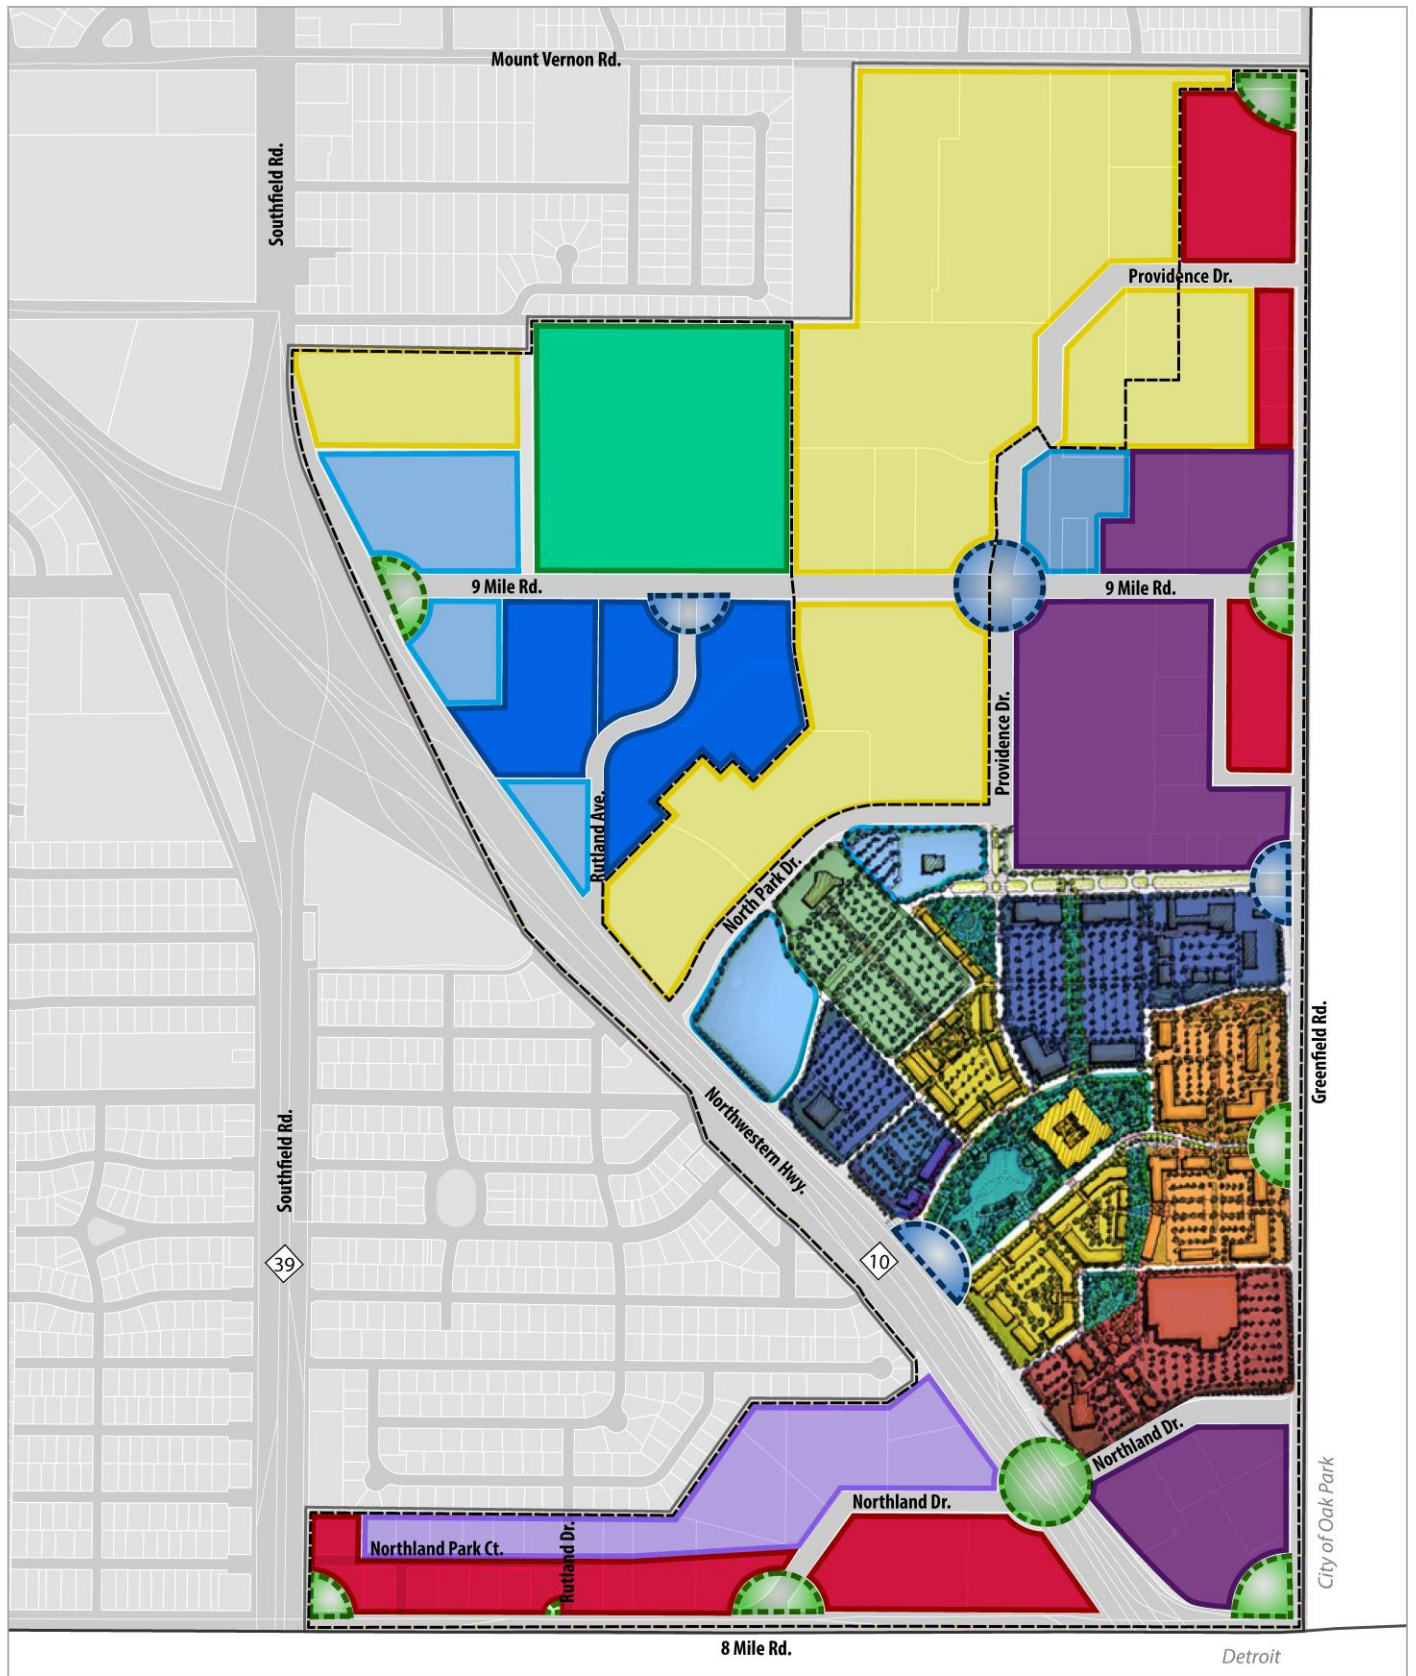 Mount Vernon Rd.
Southfield Rd.
Providence Dr.
9 Mile Rd.
9 Mile Rd.
Providence Dr.
Rutland Ave.
North Park Dr.
Greenfield Rd.
Northwestern Hwy.
Southfield Rd.
39
10
Northland Dr.
Northland Dr.
City of Oak Park
Northland Park Ct.
Rutland Dr.
8 Mile Rd.
Detroit